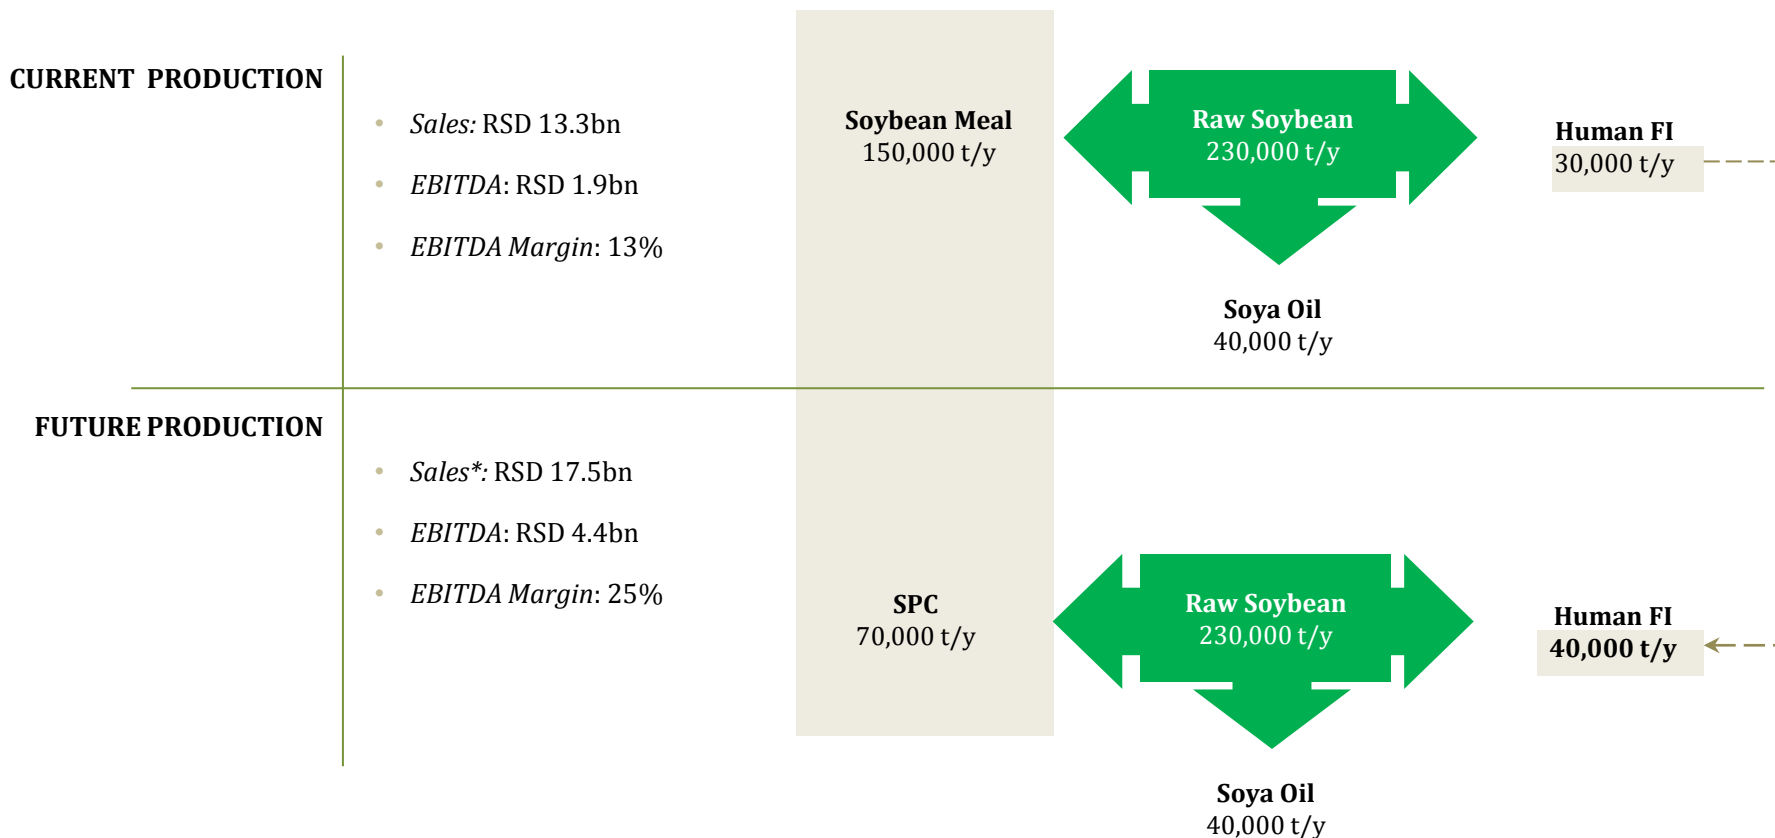 CURRENT PRODUCTION
• Sales: RSD 13.3bn
• EBITDA: RSD 1.9bn
• EBITDA Margin: 13%
Soybean Meal
150,000 t/y
Raw Soybean
230,000 t/y
Human FI
30,000 t/y
Soya Oil
40,000 t/y
FUTURE PRODUCTION
• Sales*: RSD 17.5bn
• EBITDA: RSD 4.4bn
• EBITDA Margin: 25%
SPC
70,000 t/y
Raw Soybean
230,000 t/y
Human FI
40,000 t/y
Soya Oil
40,000 t/y